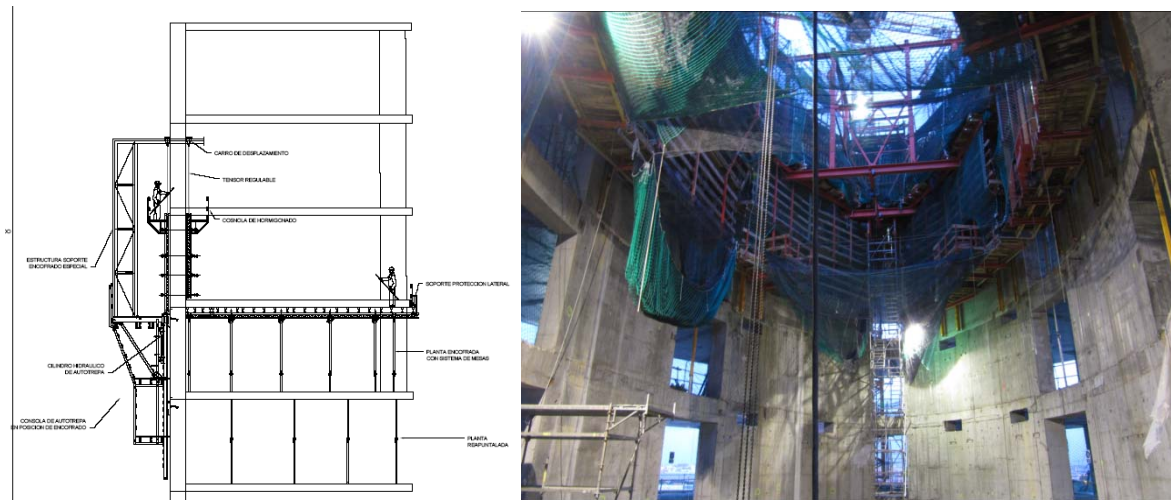 CARRO DE DESPLAZAMIENTO
TENSOR REGULABLE
COSNOLA DE HORMIGONADO
ESTRUCTURA SOPORTE
ENCOFRADO ESPECIAL
SOPORTE PROTECCION LATERAL
CILINDRO HIDRAULICO
DE AUTOTREPA
PLANTA ENCOFRADA
CON SISTEMA DE MESAS
CONSOLA DE AUTOTREPA
EN POSICION DE ENCOFRADO
PLANTA
REAPUNTALADA